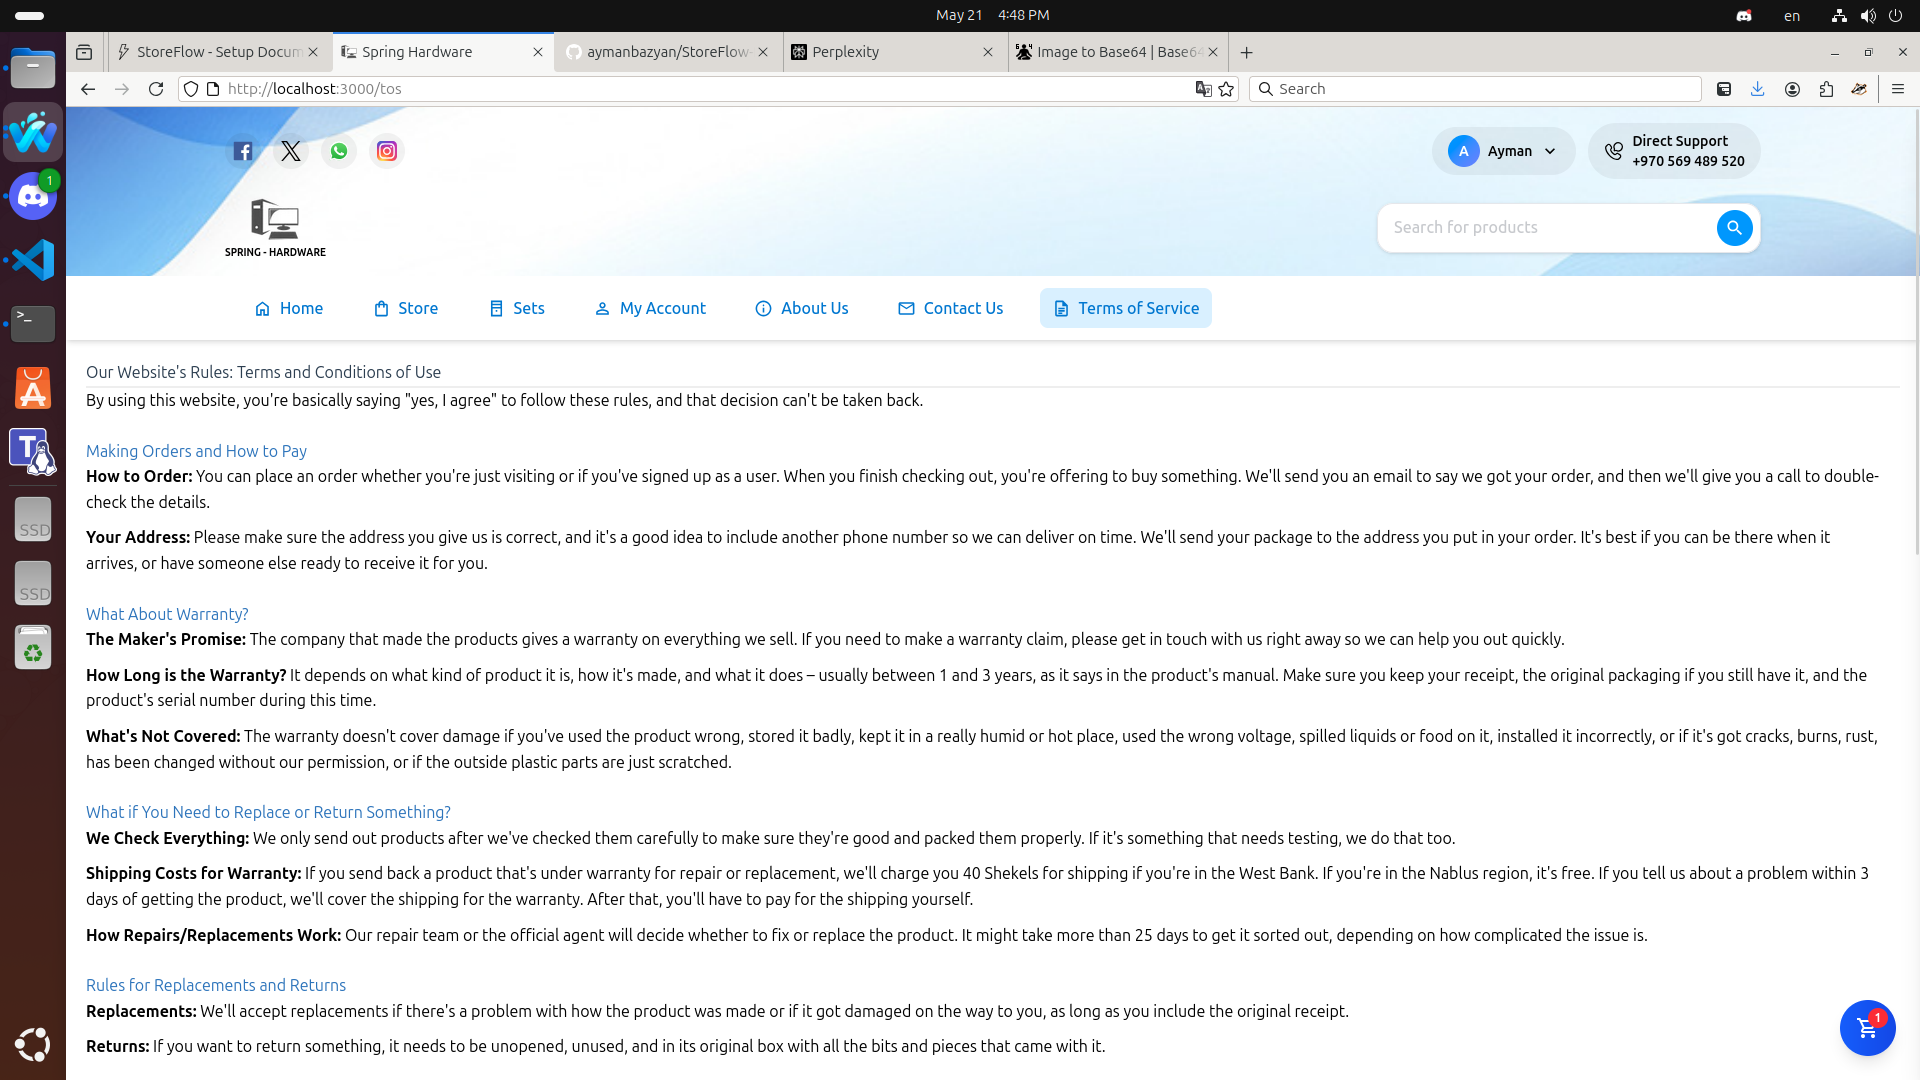 May 21 4:48 PM
en
StoreFlow - Setup Docum
Spring Hardware
aymanbazyan/StoreFlow-
Perplexity
Image to Base64 | Base64
http://localhost:3000/tos
Search
1
A Ayman
Direct Support
+970 569 489 520
SPRING - HARDWARE
Search for products
Home
Store
Sets
My Account
About Us
Contact Us
Terms of Service
Our Website's Rules: Terms and Conditions of Use
By using this website, you're basically saying "yes, I agree" to follow these rules, and that decision can't be taken back.
Making Orders and How to Pay
How to Order: You can place an order whether you're just visiting or if you've signed up as a user. When you finish checking out, you're offering to buy something. We'll send you an email to say we got your order, and then we'll give you a call to double-
check the details.
Your Address: Please make sure the address you give us is correct, and it's a good idea to include another phone number so we can deliver on time. We'll send your package to the address you put in your order. It's best if you can be there when it
arrives, or have someone else ready to receive it for you.
What About Warranty?
The Maker's Promise: The company that made the products gives a warranty on everything we sell. If you need to make a warranty claim, please get in touch with us right away so we can help you out quickly.
How Long is the Warranty? It depends on what kind of product it is, how it's made, and what it does – usually between 1 and 3 years, as it says in the product's manual. Make sure you keep your receipt, the original packaging if you still have it, and the
product's serial number during this time.
What's Not Covered: The warranty doesn't cover damage if you've used the product wrong, stored it badly, kept it in a really humid or hot place, used the wrong voltage, spilled liquids or food on it, installed it incorrectly, or if it's got cracks, burns, rust,
has been changed without our permission, or if the outside plastic parts are just scratched.
What if You Need to Replace or Return Something?
We Check Everything: We only send out products after we've checked them carefully to make sure they're good and packed them properly. If it's something that needs testing, we do that too.
Shipping Costs for Warranty: If you send back a product that's under warranty for repair or replacement, we'll charge you 40 Shekels for shipping if you're in the West Bank. If you're in the Nablus region, it's free. If you tell us about a problem within 3
days of getting the product, we'll cover the shipping for the warranty. After that, you'll have to pay for the shipping yourself.
How Repairs/Replacements Work: Our repair team or the official agent will decide whether to fix or replace the product. It might take more than 25 days to get it sorted out, depending on how complicated the issue is.
Rules for Replacements and Returns
Replacements: We'll accept replacements if there's a problem with how the product was made or if it got damaged on the way to you, as long as you include the original receipt.
Returns: If you want to return something, it needs to be unopened, unused, and in its original box with all the bits and pieces that came with it.
1
T
SSD
SSD